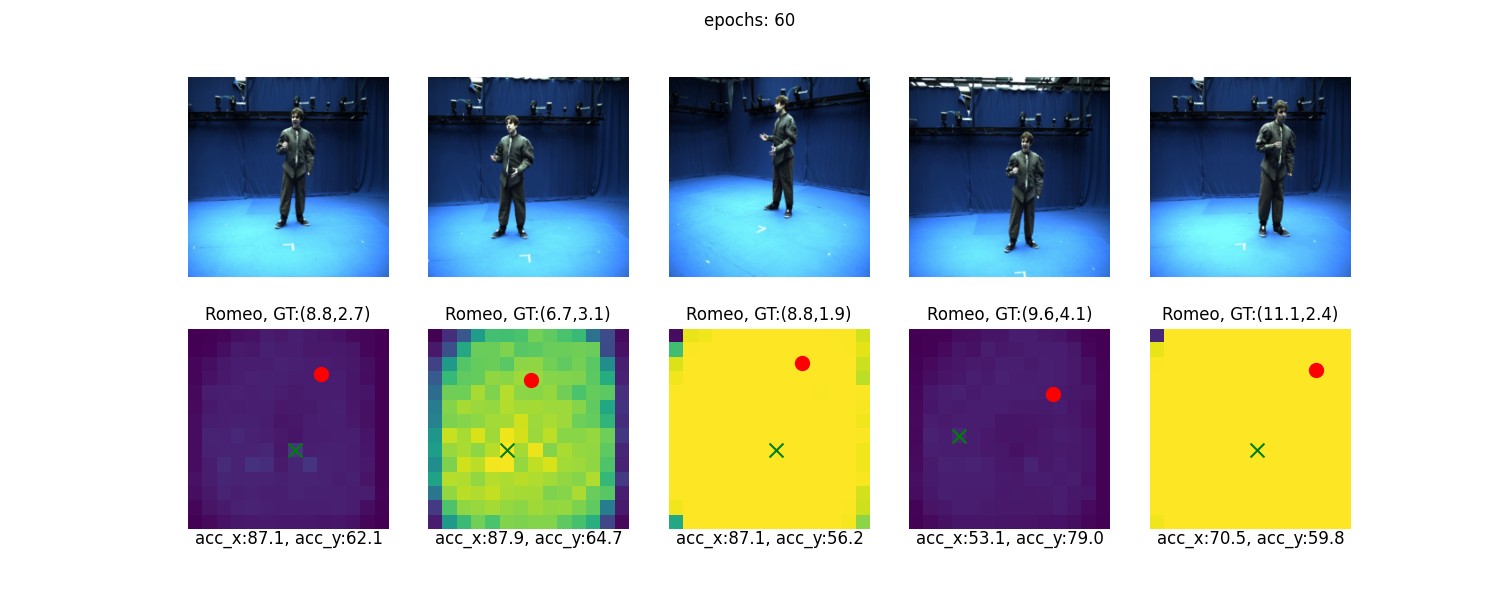 epochs: 60
Romeo, GT:(8.8,2.7)
Romeo, GT:(6.7,3.1)
Romeo, GT:(8.8,1.9)
Romeo, GT:(9.6,4.1)
Romeo, GT:(11.1,2.4)
acc_x:87.1, acc_y:62.1
acc_x:87.9, acc_y:64.7
acc_x:87.1, acc_y:56.2
acc_x:53.1, acc_y:79.0
acc_x:70.5, acc_y:59.8